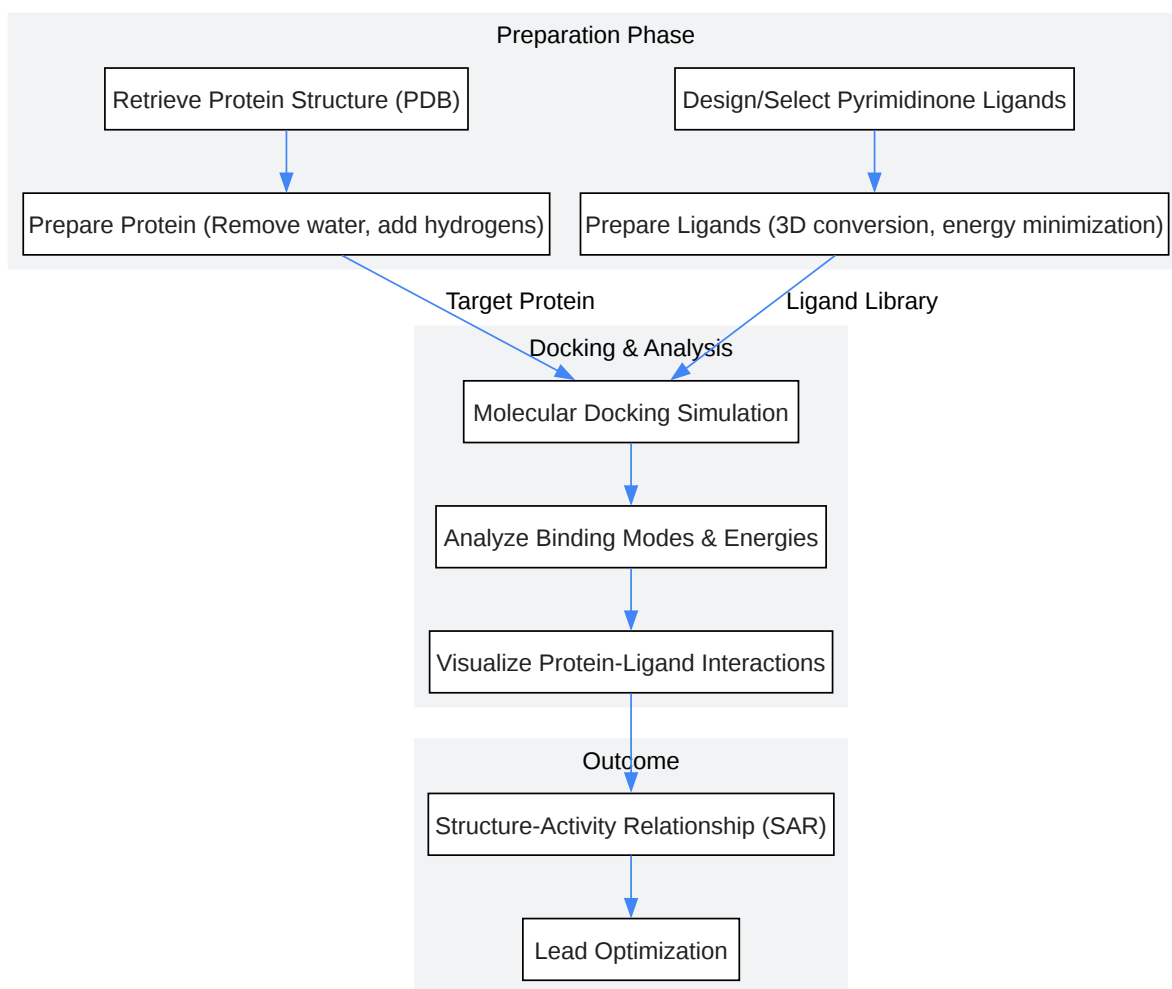 Preparation Phase
Retrieve Protein Structure (PDB)
Design/Select Pyrimidinone Ligands
Prepare Protein (Remove water, add hydrogens)
Prepare Ligands (3D conversion, energy minimization)
Target Protein
Ligand Library
Docking & Analysis
Molecular Docking Simulation
Analyze Binding Modes & Energies
Visualize Protein-Ligand Interactions
Outcome
Structure-Activity Relationship (SAR)
Lead Optimization